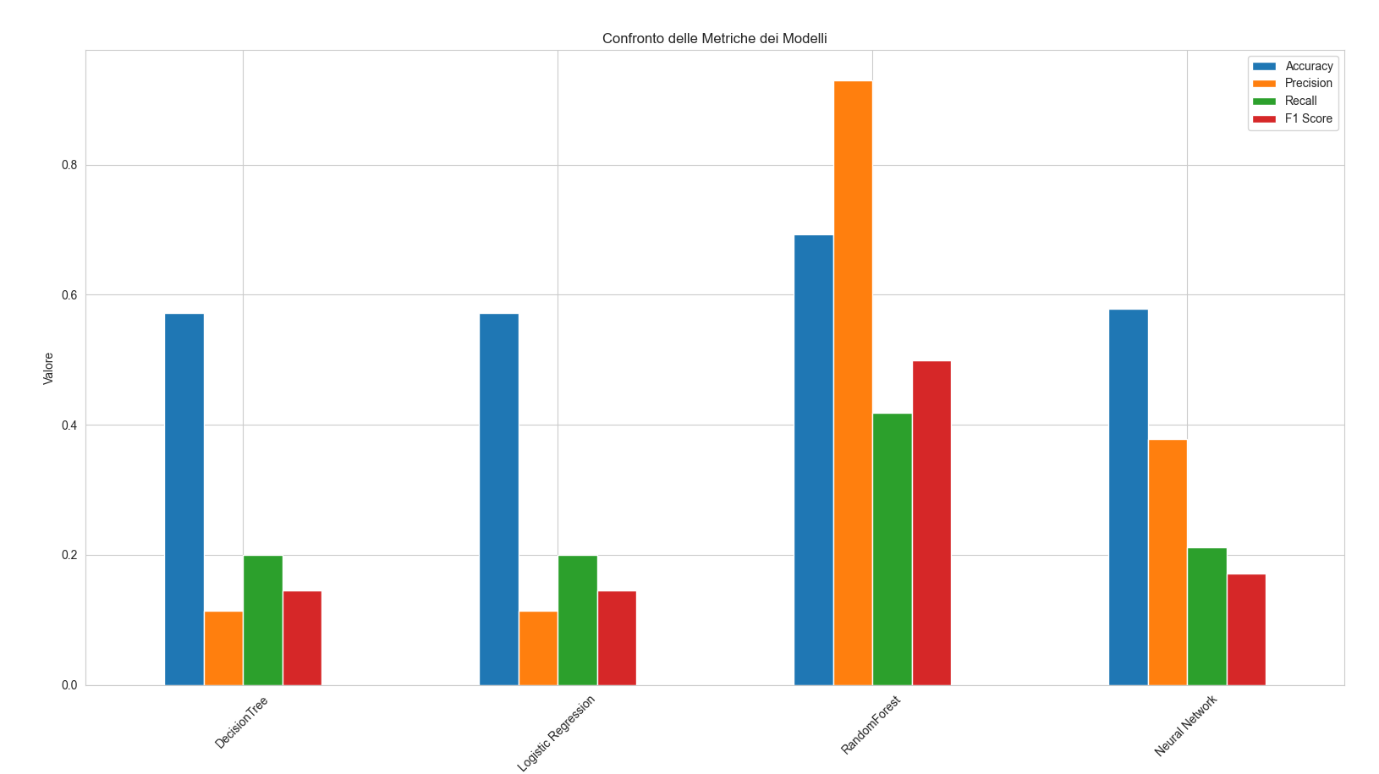 Confronto delle Metriche dei Modelli
Accuracy
Precision
Recall
F1 Score
Valore
0.8
0.6
0.4
0.2
0.0
DecisionTree
Logistic Regression
RandomForest
Neural Network